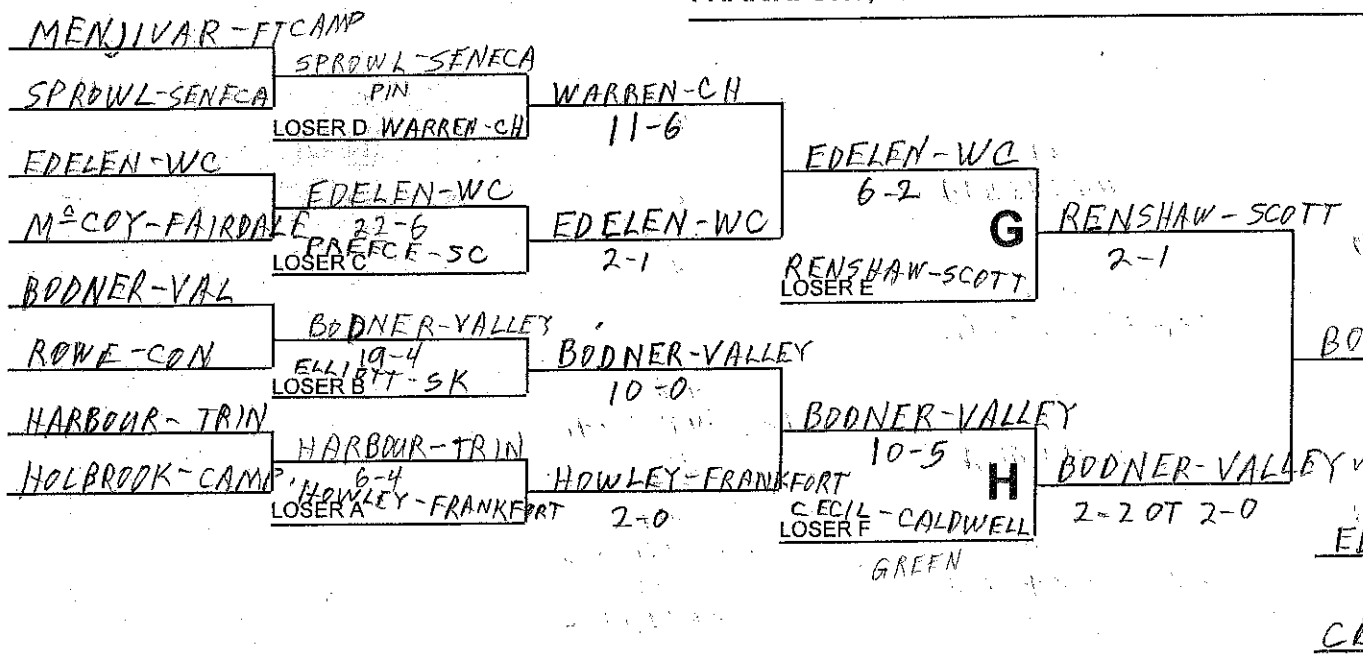 MENJIVAR-FTCAMP
SPROWL-SENECA
SPROWL-SENECA
PIN
WARREN-CH
LOSER D WARREN-CH
11-6
EDELEN-WC
EDELEN-WC
6-2
EDELEN-WC
McCOY-FAIRDALE
22-6
EDELEN-WC
G
RENSHAW-SCOTT
PREECE-SC
LOSER C
2-1
2-1
RENSHAW-SCOTT
LOSER E
BODNER-VAL
BODNER-VALLEY
ROWE-CON
19-4
BODNER-VALLEY
BO
ELLIOTT-SK
LOSER B
10-0
HARBOUR-TRIN
BODNER-VALLEY
HARBOUR-TRIN
10-5
HOLBROOK-CAMP.
6-4
HOWLEY-FRANKFORT
H
BODNER-VALLEY
HOWLEY-FRANKFORT
LOSER A
2-0
CECIL-CALDWELL
LOSER F
2-2 OT 2-0
GREEN